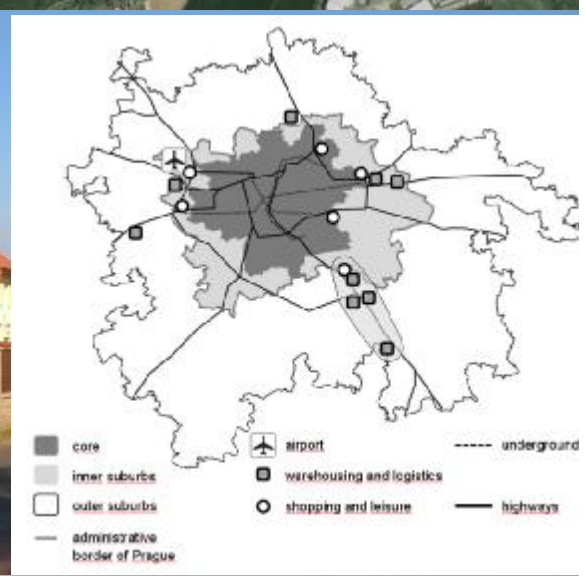 core
inner suburbs
outer suburbs
administrative
border of Prague
airport
warehousing and logistics
shopping and leisure
underground
highways